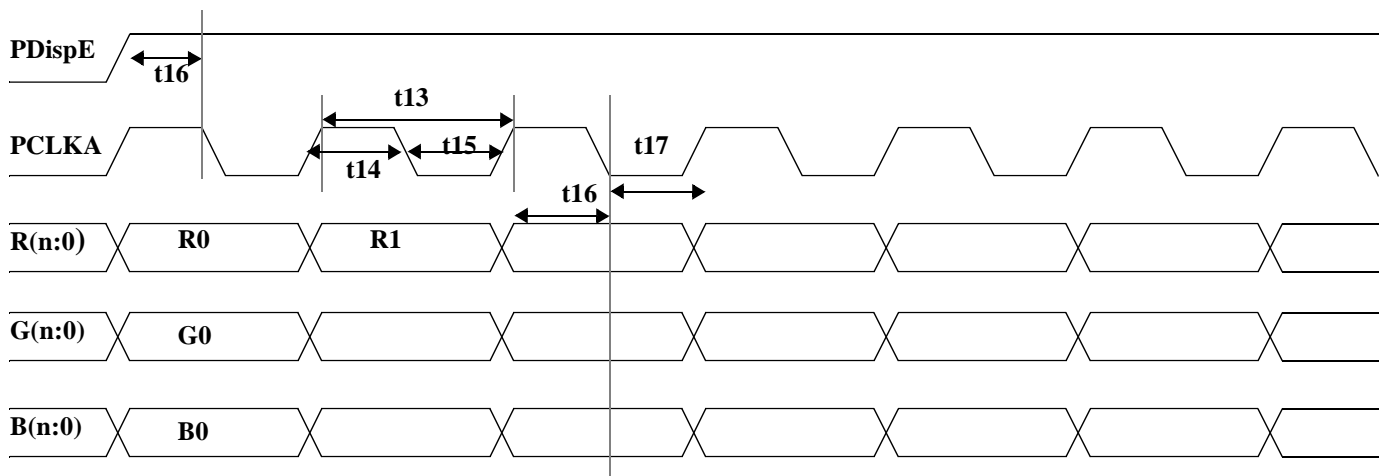 PDispE
t16
t13
PCLKA
t14
t15
t17
t16
R(n:0)
R0
R1
G(n:0)
G0
B(n:0)
B0